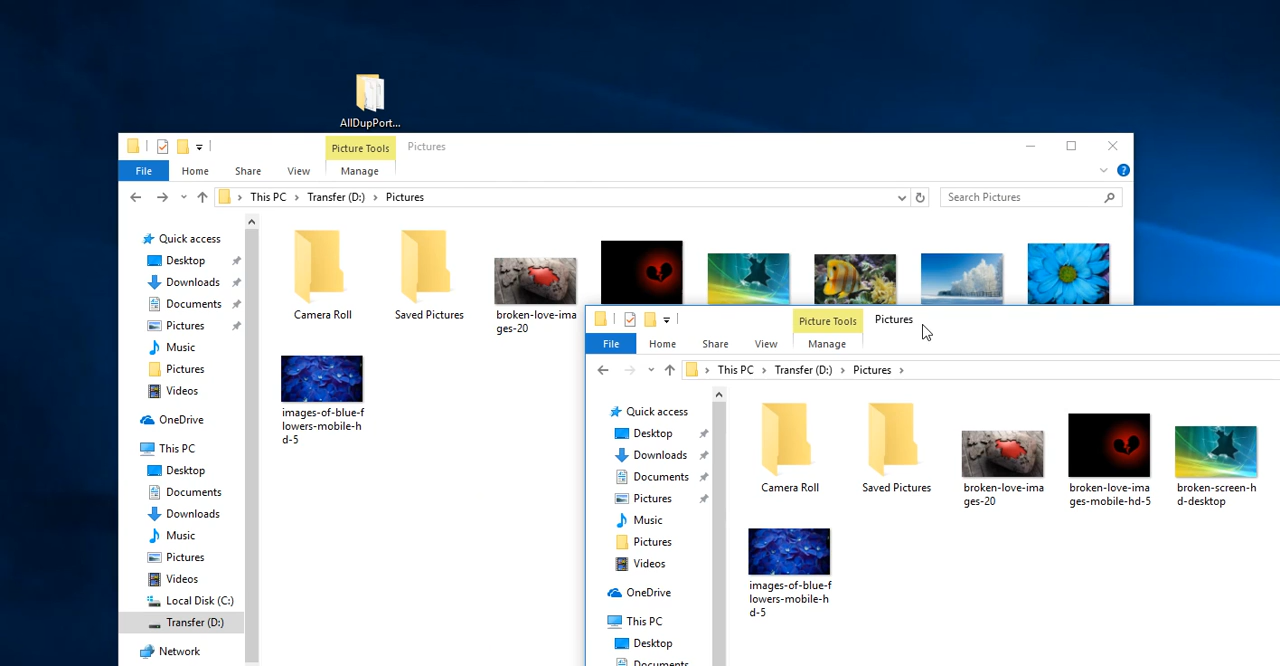 AllDupPort...
Picture Tools
Pictures
File
Home
Share
View
Manage
This PC
Transfer (D:)
Pictures
Search Pictures
Quick access
Desktop
Downloads
Documents
Pictures
Music
Pictures
Videos
OneDrive
This PC
Desktop
Documents
Downloads
Music
Pictures
Videos
Local Disk (C:)
Transfer (D:)
Network
Camera Roll
Saved Pictures
broken-love-ima
ges-20
images-of-blue-f
lowers-mobile-h
d-5
Picture Tools
Pictures
File
Home
Share
View
Manage
This PC
Transfer (D:)
Pictures
Quick access
Desktop
Downloads
Documents
Pictures
Music
Pictures
Videos
OneDrive
This PC
Desktop
Documents
Camera Roll
Saved Pictures
broken-love-ima
ges-20
broken-love-ima
ges-mobile-hd-5
broken-screen-h
d-desktop
images-of-blue-f
lowers-mobile-h
d-5